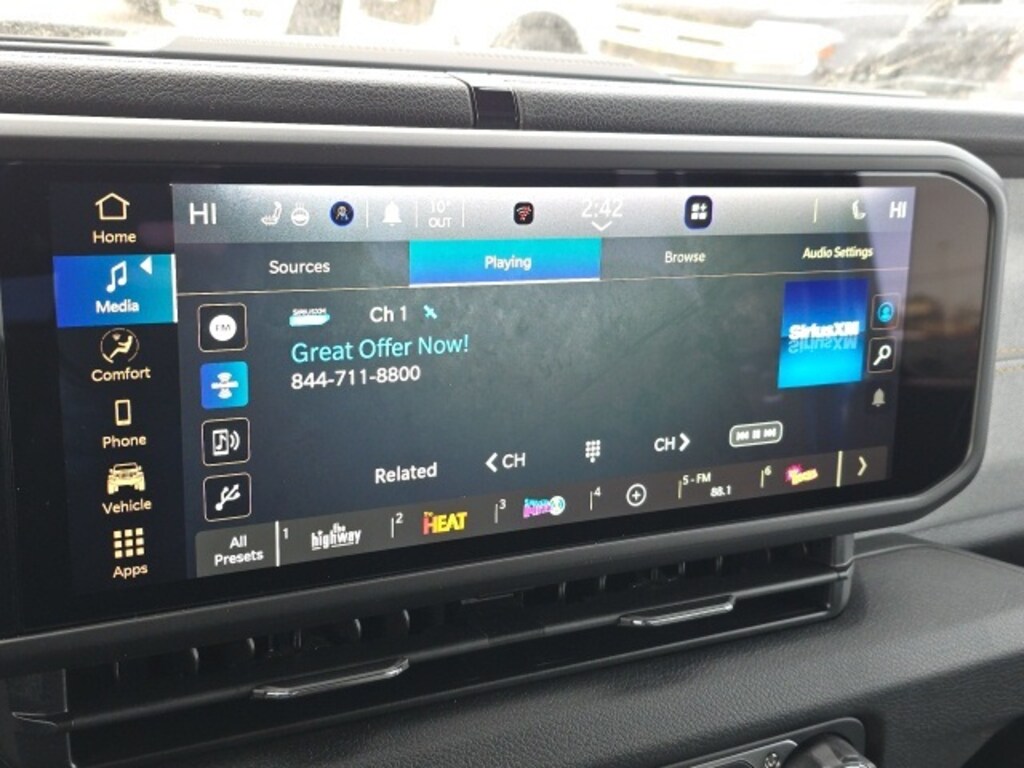 HI
10°
OUT
2:42
HI
Home
Media
Comfort
Phone
Vehicle
Apps
Sources
Playing
Browse
Audio Settings
FM
Ch 1
Great Offer Now!
844-711-8800
SiriusXM
Related
CH
CH
All
Presets
1
the
highway
2
HEAT
3
4
5 - FM
88.1
6